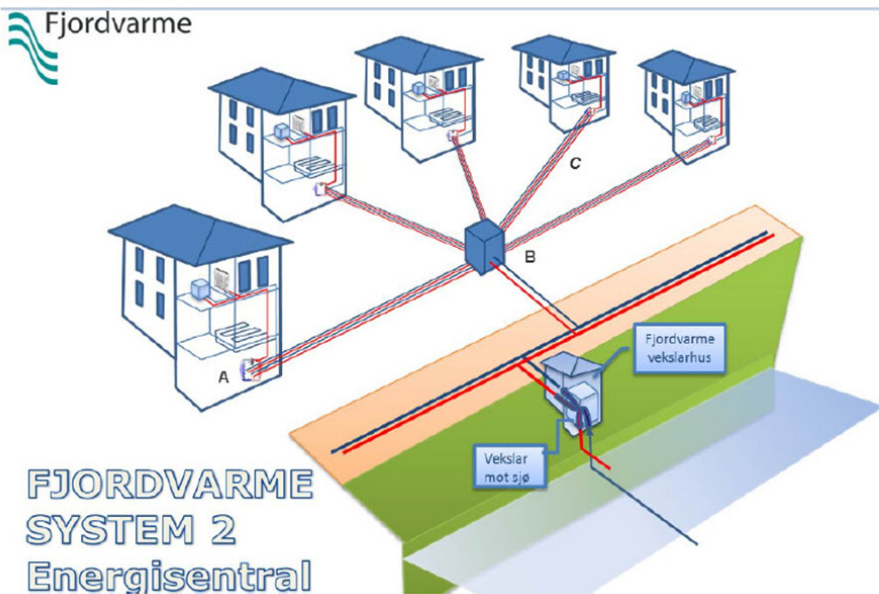 Fjordvarme
C
B
A
Fjordvarme
vekslarhus
Vekslar
mot sjø
FJORDVARME
SYSTEM 2
Energisentral